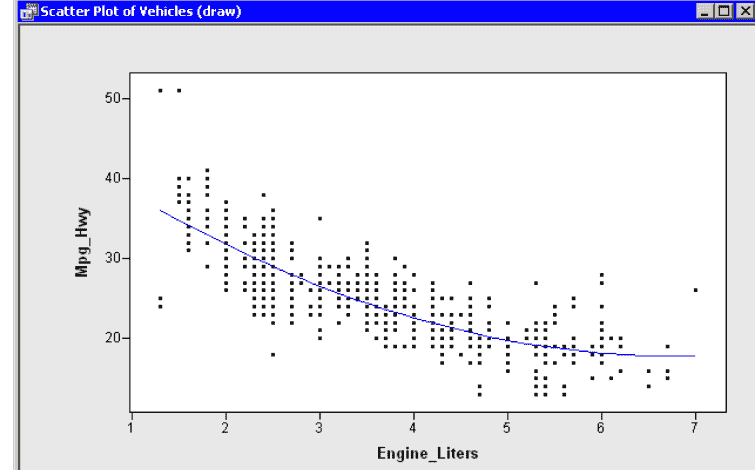 Scatter Plot of Vehicles (draw)
50
40
30
20
Mpg_Hwy
1 2 3 4 5 6 7
Engine_Liters